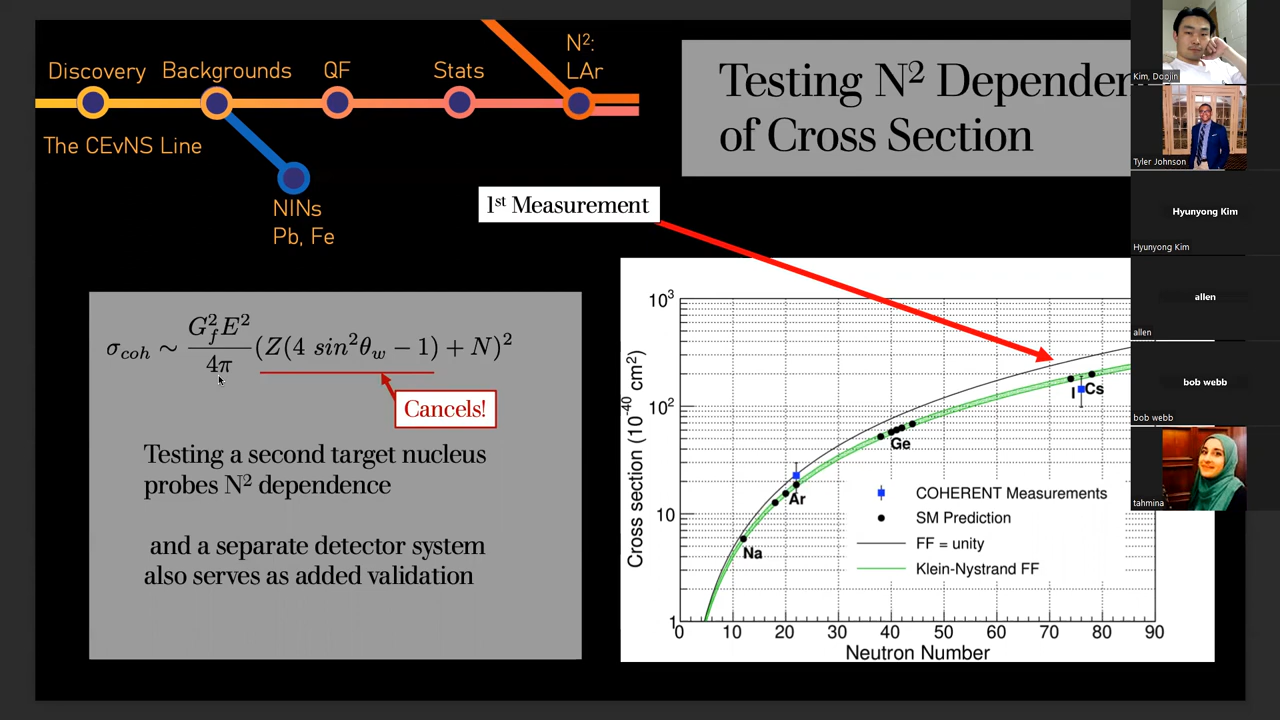 Discovery
Backgrounds
QF
Stats
N²:
LAr
The CEvNS Line
NINs
Pb, Fe
Testing N² Depender
of Cross Section
1st Measurement
σcoh ∼ G²f E² / 4π (Z(4 sin²θw − 1) + N)²
Cancels!
Testing a second target nucleus
probes N² dependence
and a separate detector system
also serves as added validation
Cross section (10⁻⁴⁰ cm²)
10³
10²
10
1
0 10 20 30 40 50 60 70 80 90
Neutron Number
Na
Ar
Ge
I
Cs
COHERENT Measurements
SM Prediction
FF = unity
Klein-Nystrand FF
Kim, Doojin
Tyler Johnson
Hyunyong Kim
Hyunyong Kim
allen
allen
bob webb
bob webb
tahmina